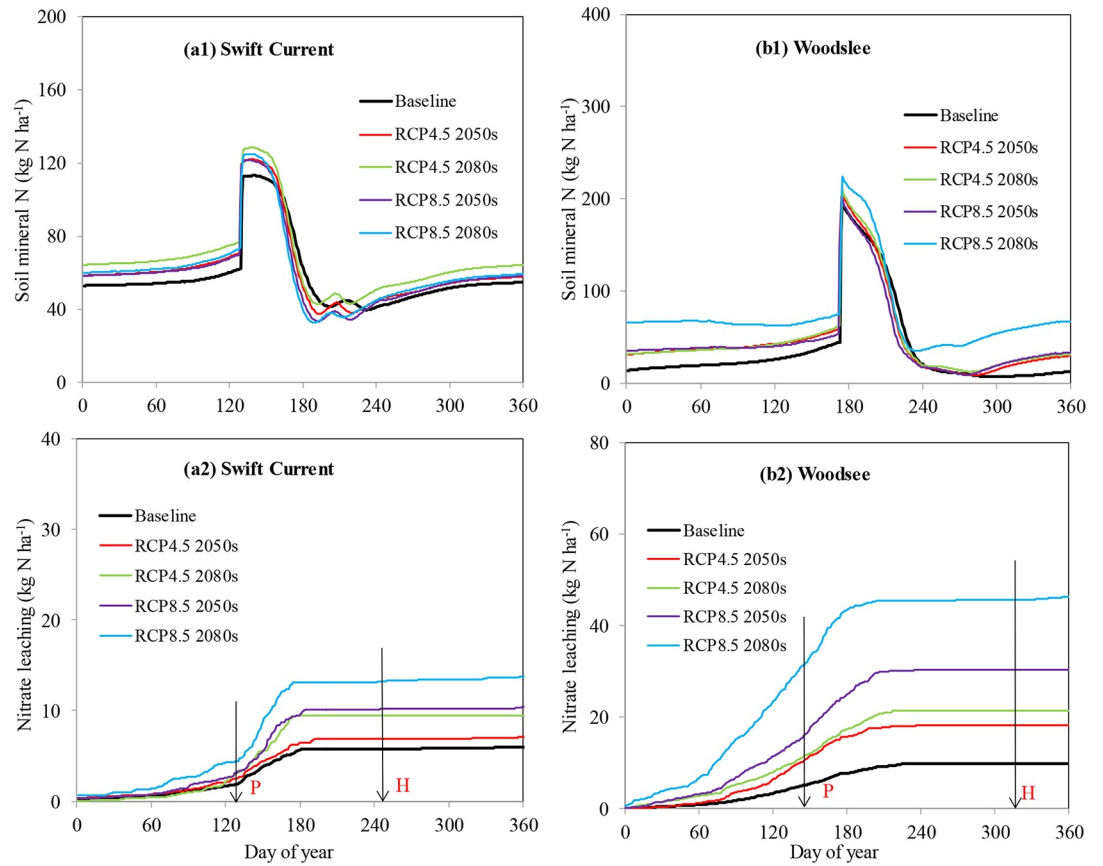 (a1) Swift Current
Soil mineral N (kg N ha⁻¹)
200
160
120
80
40
0
Baseline
RCP4.5 2050s
RCP4.5 2080s
RCP8.5 2050s
RCP8.5 2080s
0 60 120 180 240 300 360
(b1) Woodslee
Soil mineral N (kg N ha⁻¹)
400
300
200
100
0
Baseline
RCP4.5 2050s
RCP4.5 2080s
RCP8.5 2050s
RCP8.5 2080s
0 60 120 180 240 300 360
(a2) Swift Current
Nitrate leaching (kg N ha⁻¹)
40
30
20
10
0
Baseline
RCP4.5 2050s
RCP4.5 2080s
RCP8.5 2050s
RCP8.5 2080s
P
H
0 60 120 180 240 300 360
Day of year
(b2) Woodsee
Nitrate leaching (kg N ha⁻¹)
80
60
40
20
0
Baseline
RCP4.5 2050s
RCP4.5 2080s
RCP8.5 2050s
RCP8.5 2080s
P
H
0 60 120 180 240 300 360
Day of year